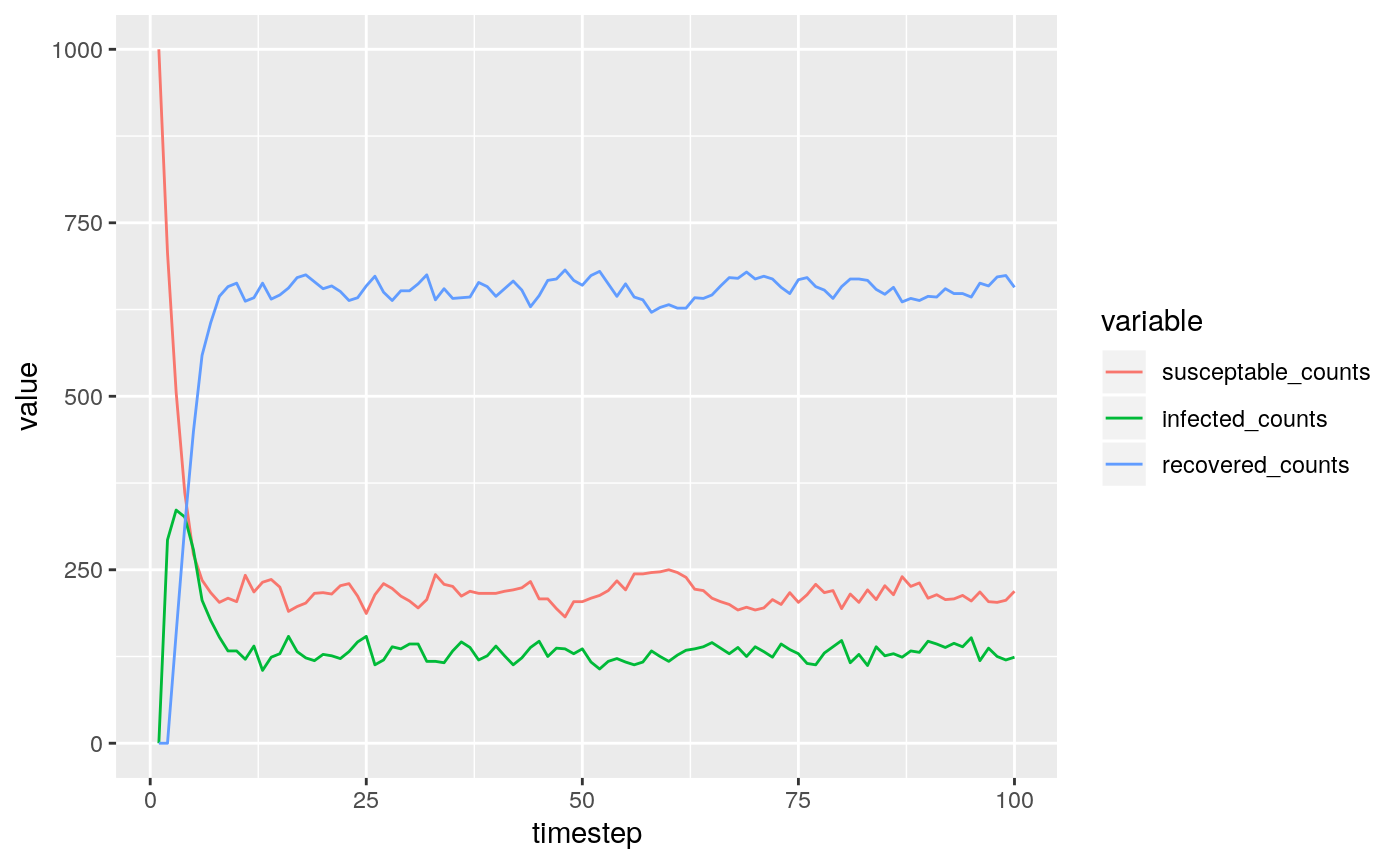 1000
750
500
250
0
value
0 25 50 75 100
timestep
variable
susceptable_counts
infected_counts
recovered_counts